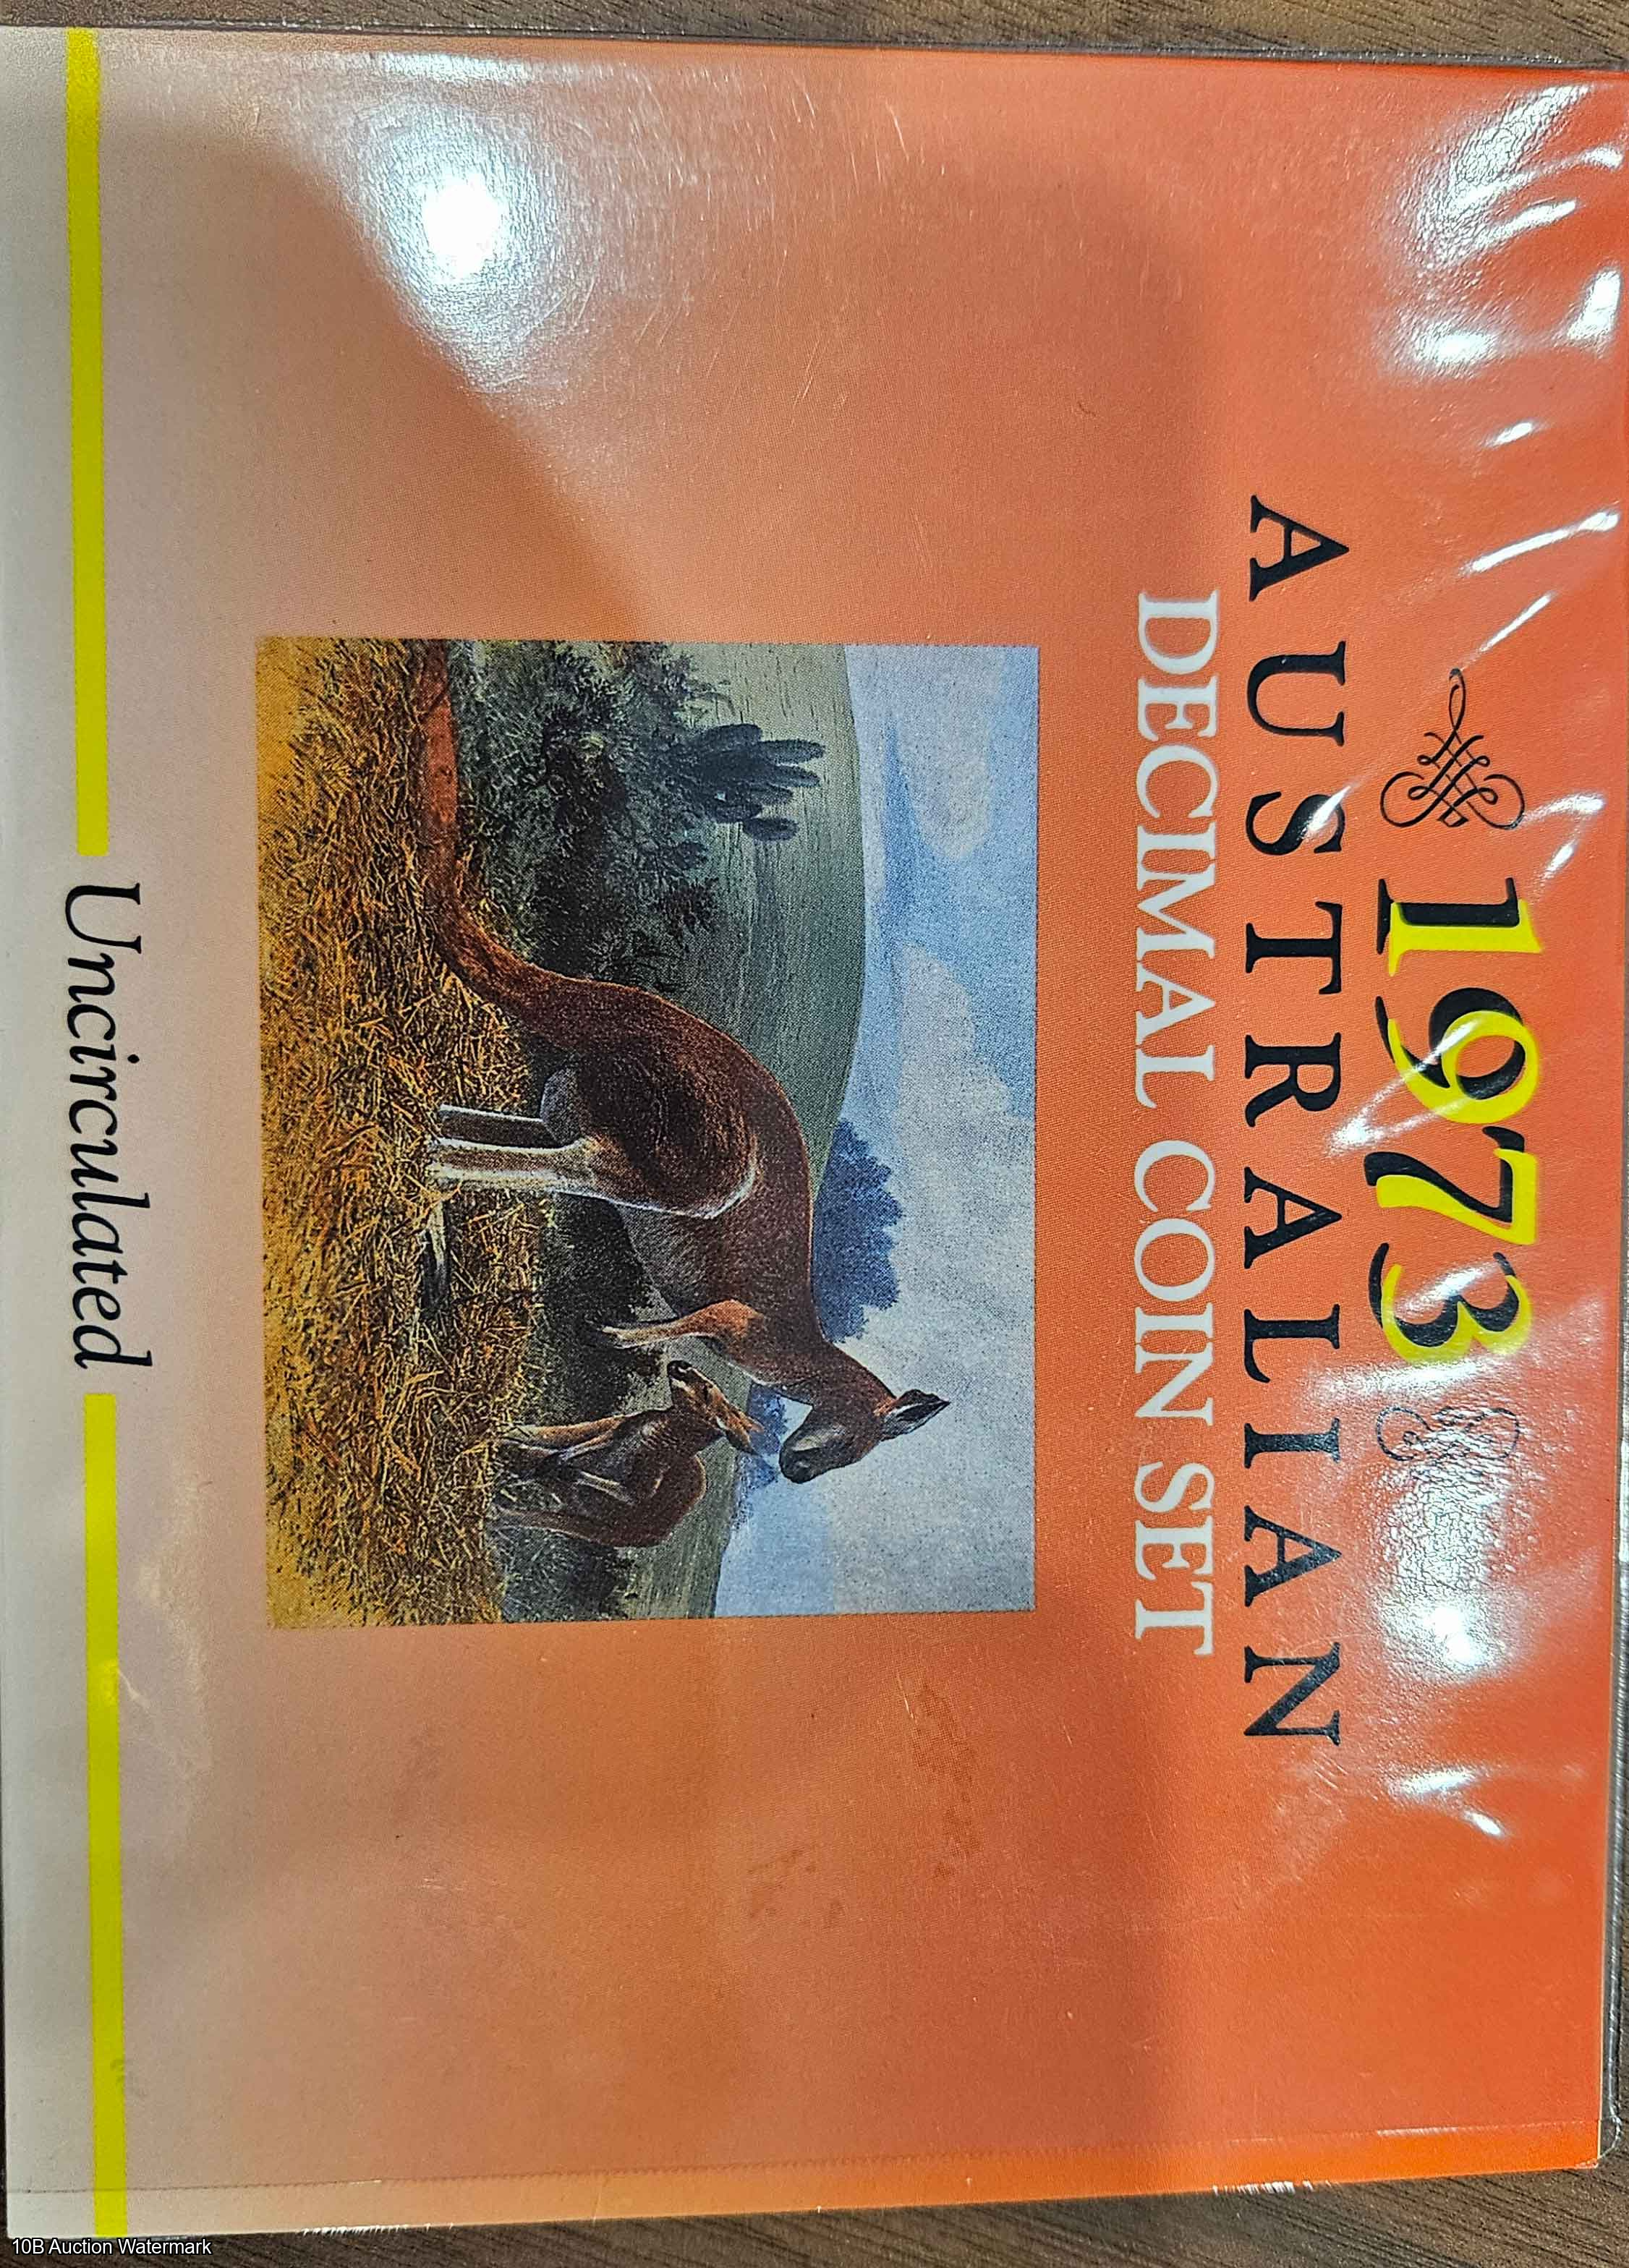 1973
AUSTRALIAN
DECIMAL COIN SET
Uncirculated
10B Auction Watermark